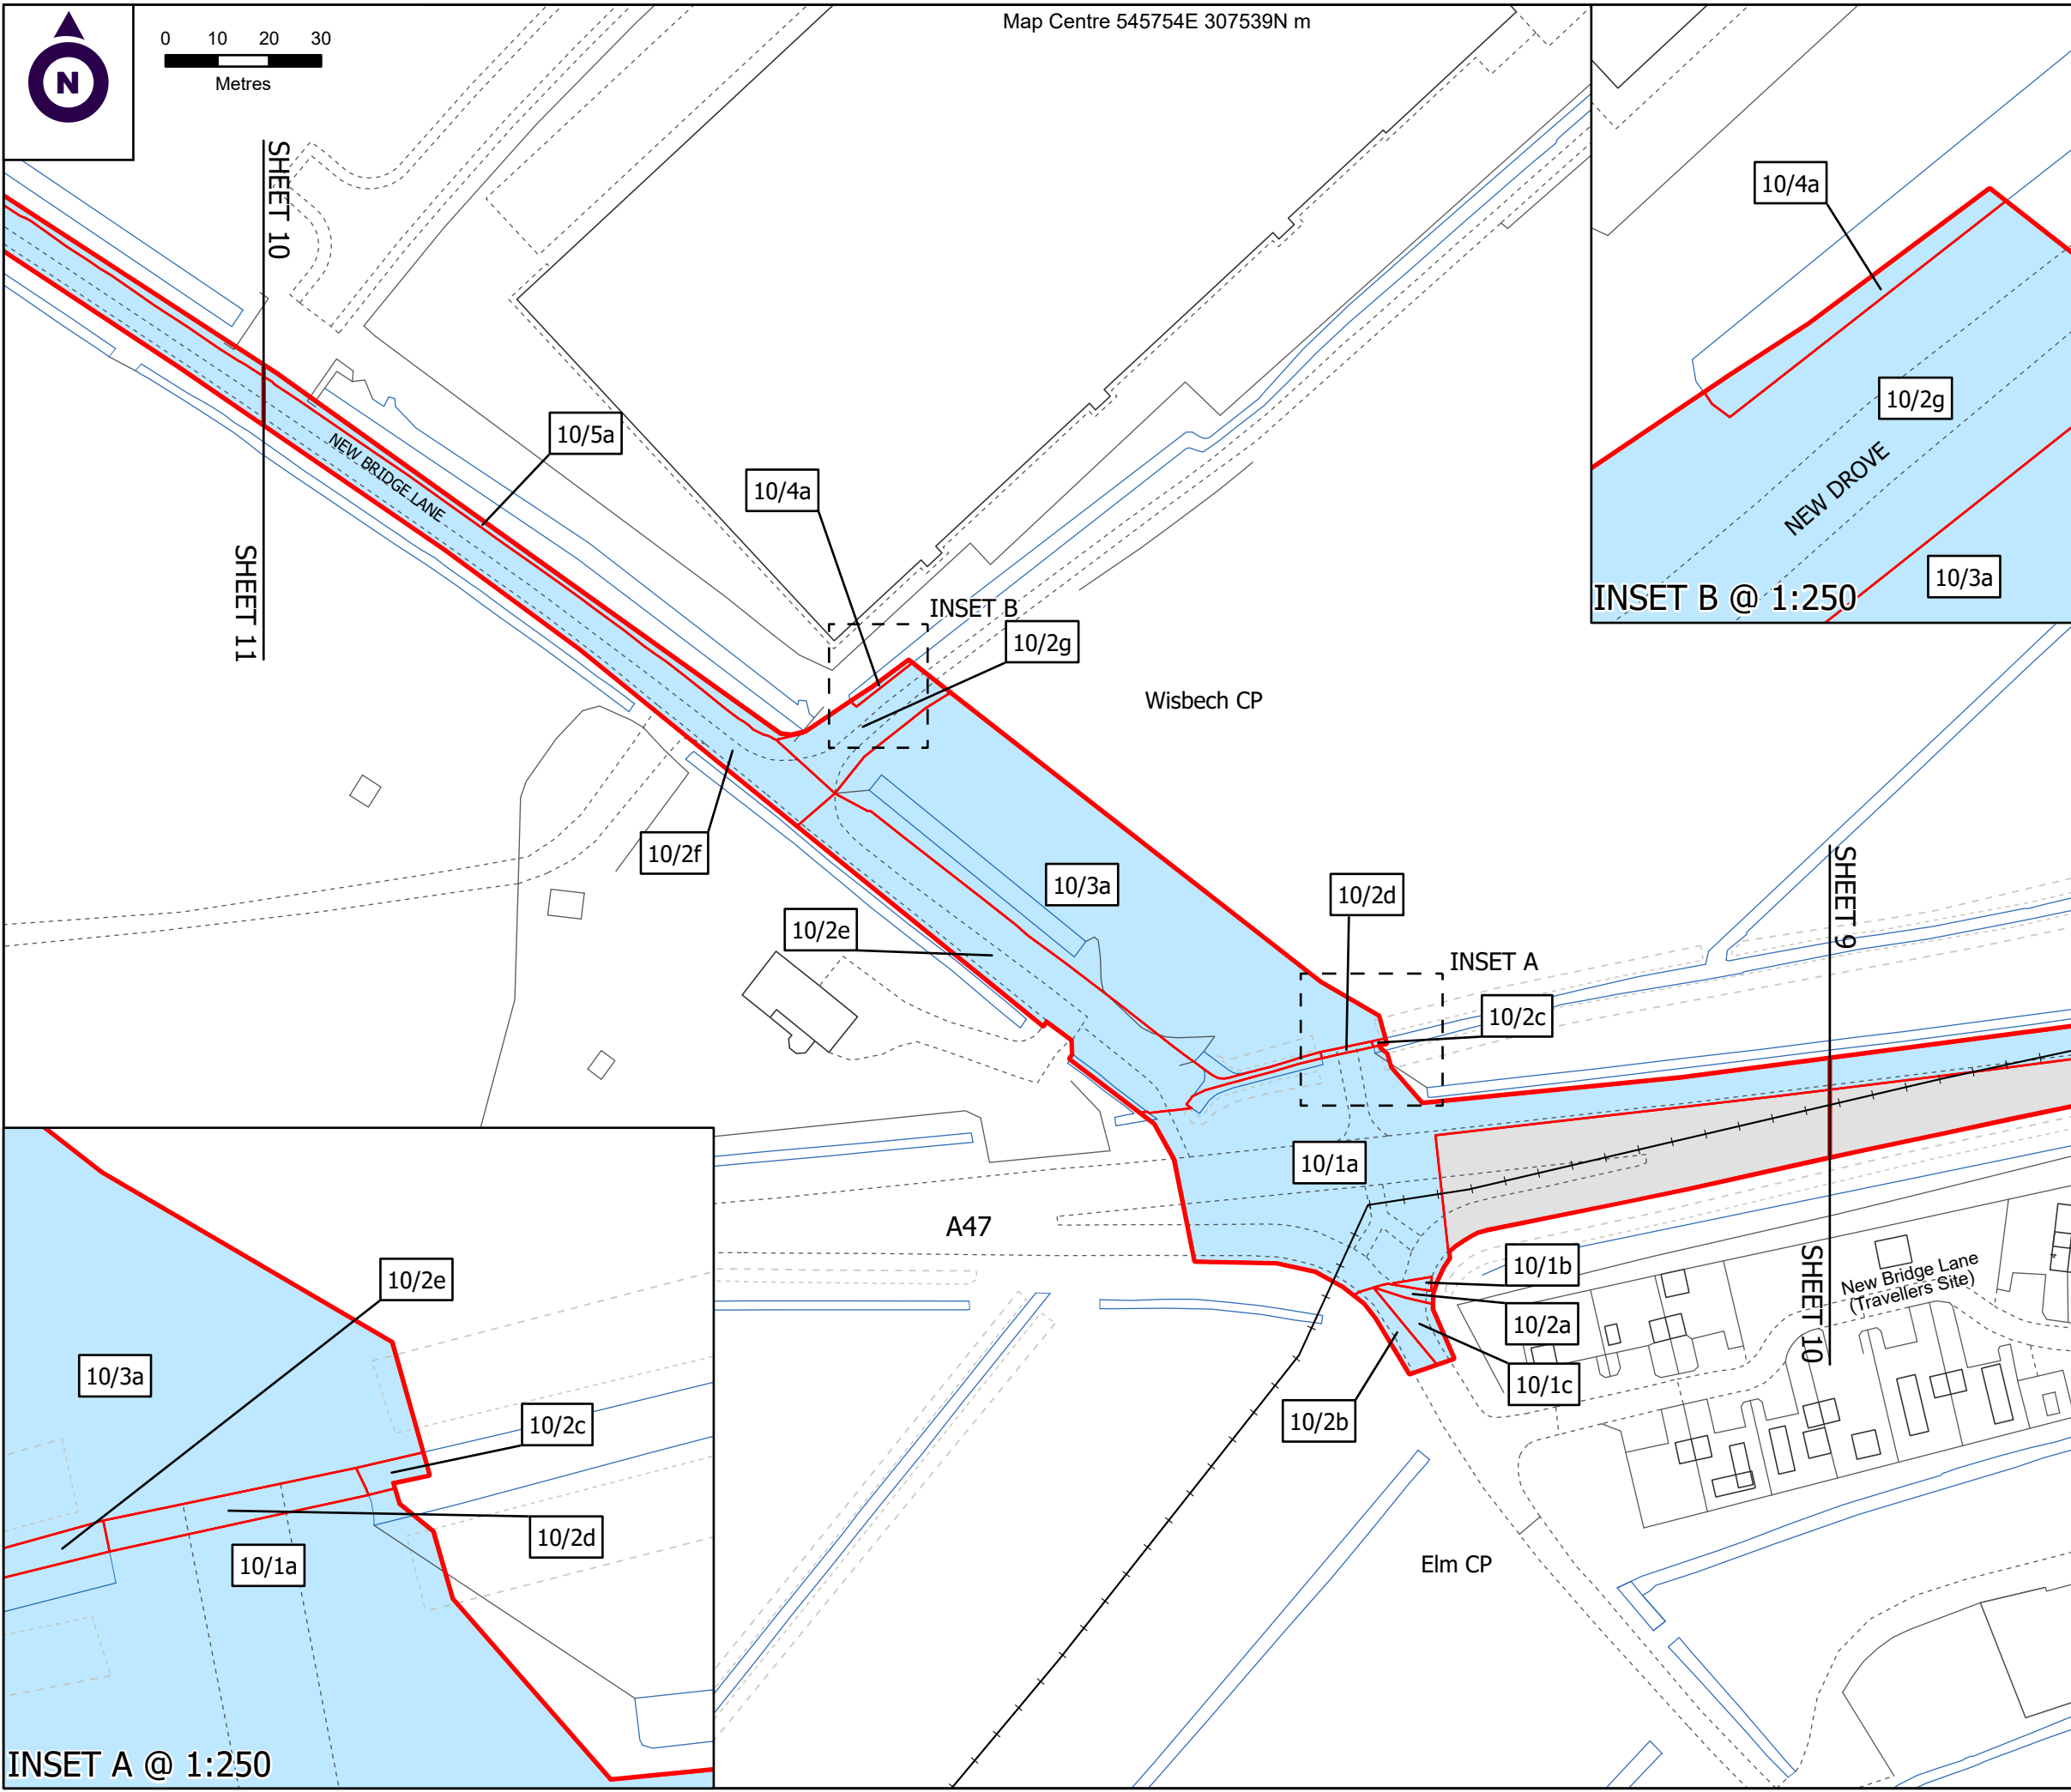 Map Centre 545754E 307539N m
N
0 10 20 30
Metres
SHEET 10
SHEET 11
NEW BRIDGE LANE
10/5a
10/4a
INSET B
10/2g
Wisbech CP
10/2f
10/3a
10/2e
10/2d
INSET A
10/2c
SHEET 9
SHEET 10
10/1a
A47
10/1b
10/2a
10/1c
10/2b
New Bridge Lane
(Travellers Site)
4
Elm CP
10/4a
10/2g
NEW DROVE
10/3a
INSET B @ 1:250
10/2e
10/3a
10/2c
10/2d
10/1a
INSET A @ 1:250